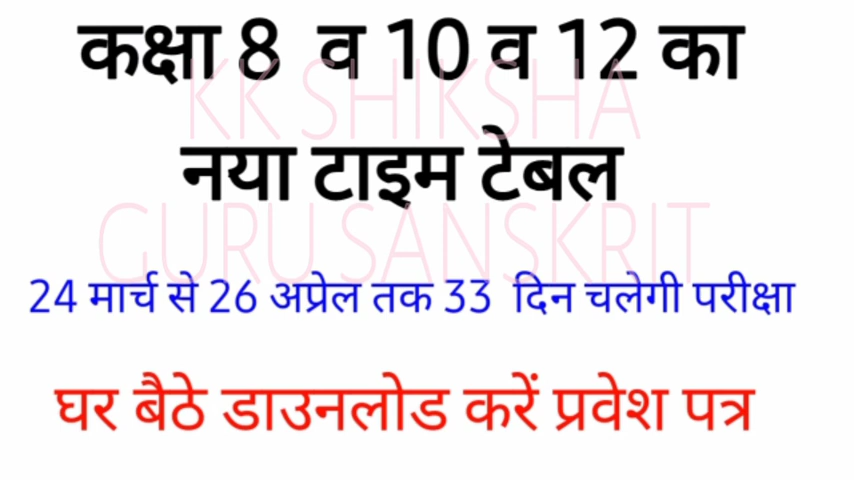 कक्षा 8 व 10 व 12 का
KK SHIKSHA
नया टाइम टेबल
GURU SANSKRIT
24 मार्च से 26 अप्रेल तक 33 दिन चलेगी परीक्षा
घर बैठे डाउनलोड करें प्रवेश पत्र